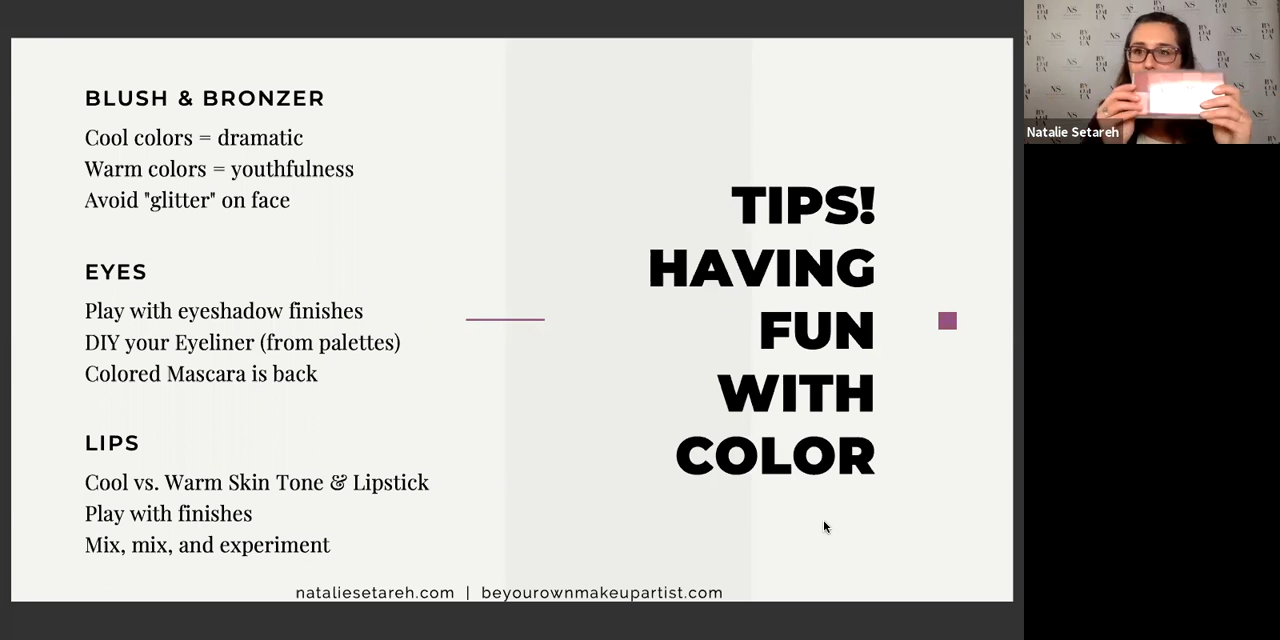 BLUSH & BRONZER
Cool colors = dramatic
Warm colors = youthfulness
Avoid "glitter" on face
EYES
Play with eyeshadow finishes
DIY your Eyeliner (from palettes)
Colored Mascara is back
LIPS
Cool vs. Warm Skin Tone & Lipstick
Play with finishes
Mix, mix, and experiment
TIPS!
HAVING
FUN
WITH
COLOR
nataliesetareh.com | beyourownmakeupartist.com
NS
Natalie Setareh